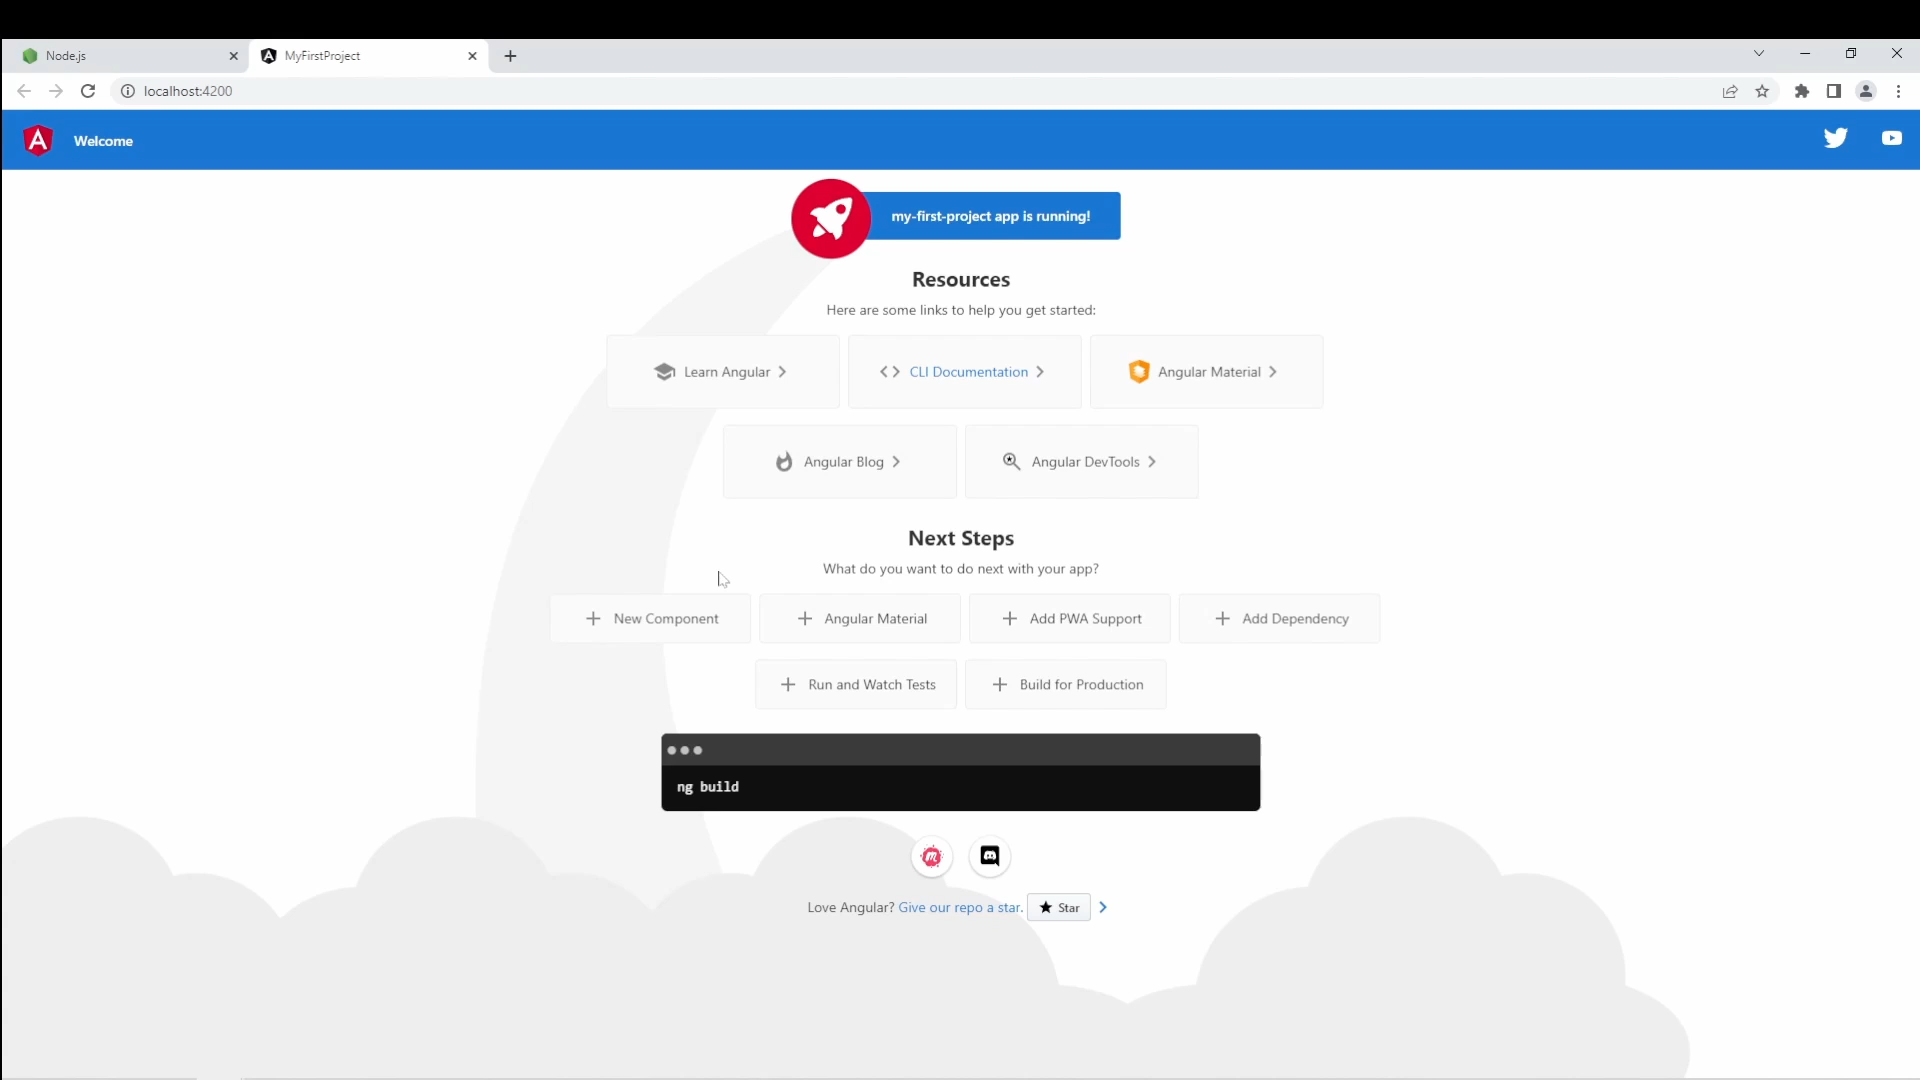 Node.js
MyFirstProject
localhost:4200
Welcome
my-first-project app is running!
Resources
Here are some links to help you get started:
Learn Angular
CLI Documentation
Angular Material
Angular Blog
Angular DevTools
Next Steps
What do you want to do next with your app?
New Component
Angular Material
Add PWA Support
Add Dependency
Run and Watch Tests
Build for Production
ng build
Love Angular? Give our repo a star. Star